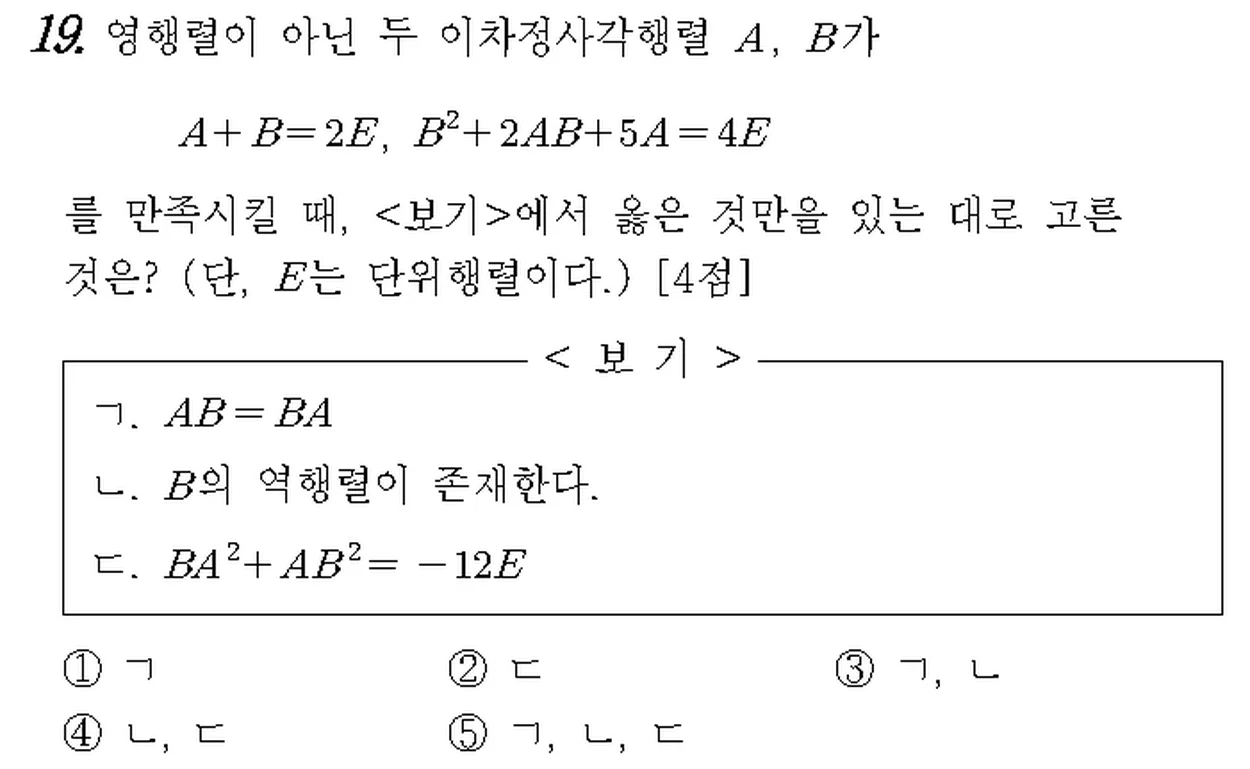 19. 영행렬이 아닌 두 이차정사각행렬 A, B가
A+B=2E, B²+2AB+5A=4E
를 만족시킬 때, <보기>에서 옳은 것만을 있는 대로 고른
것은? (단, E는 단위행렬이다.) [4점]
< 보 기 >
ㄱ. AB=BA
ㄴ. B의 역행렬이 존재한다.
ㄷ. BA²+AB²= -12E
① ㄱ ② ㄷ ③ ㄱ, ㄴ
④ ㄴ, ㄷ ⑤ ㄱ, ㄴ, ㄷ